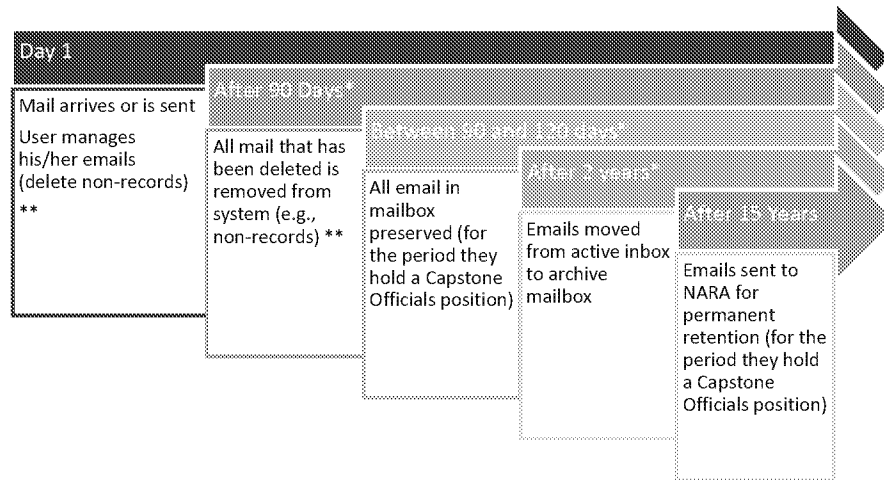 Day 1
Mail arrives or is sent
User manages
his/her emails
(delete non-records)
**
After 90 Days*
All mail that has
been deleted is
removed from
system (e.g.,
non-records) **
Between 90 and 120 days*
All email in
mailbox
preserved (for
the period they
hold a Capstone
Officials position)
After 2 years*
Emails moved
from active inbox
to archive
mailbox
After 15 Years
Emails sent to
NARA for
permanent
retention (for the
period they hold
a Capstone
Officials position)